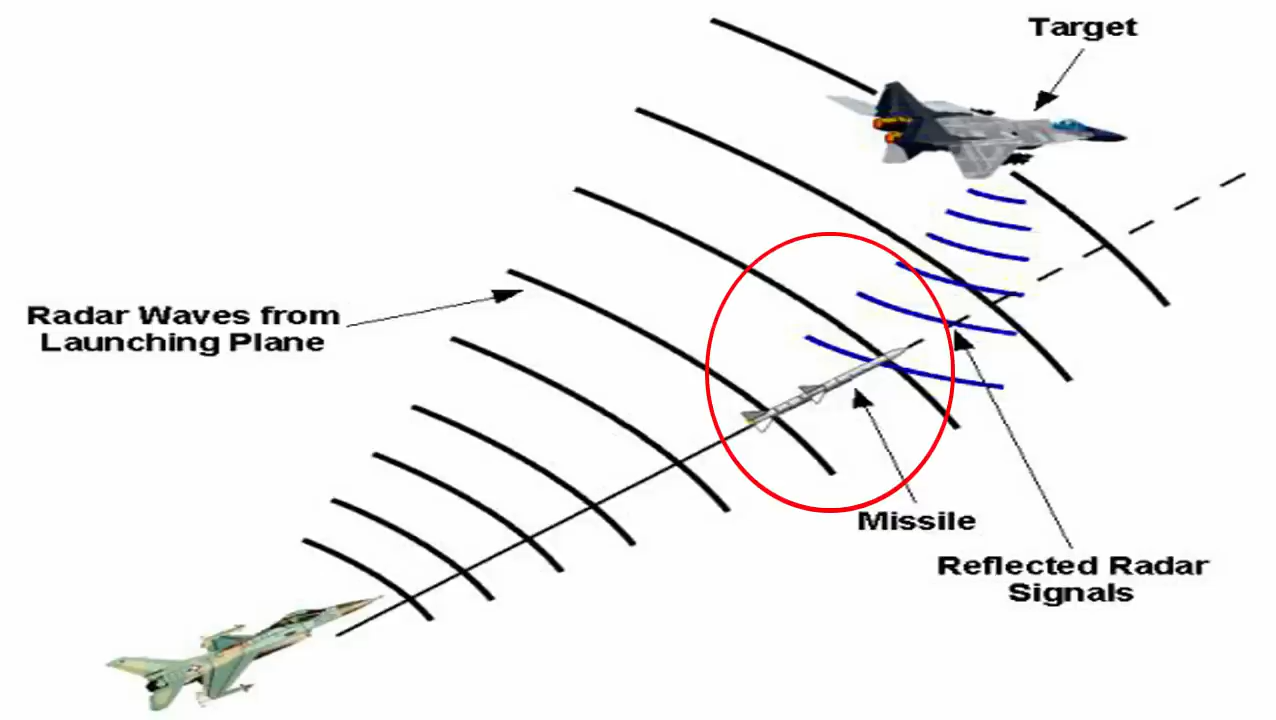 Target
Radar Waves from
Launching Plane
Missile
Reflected Radar
Signals